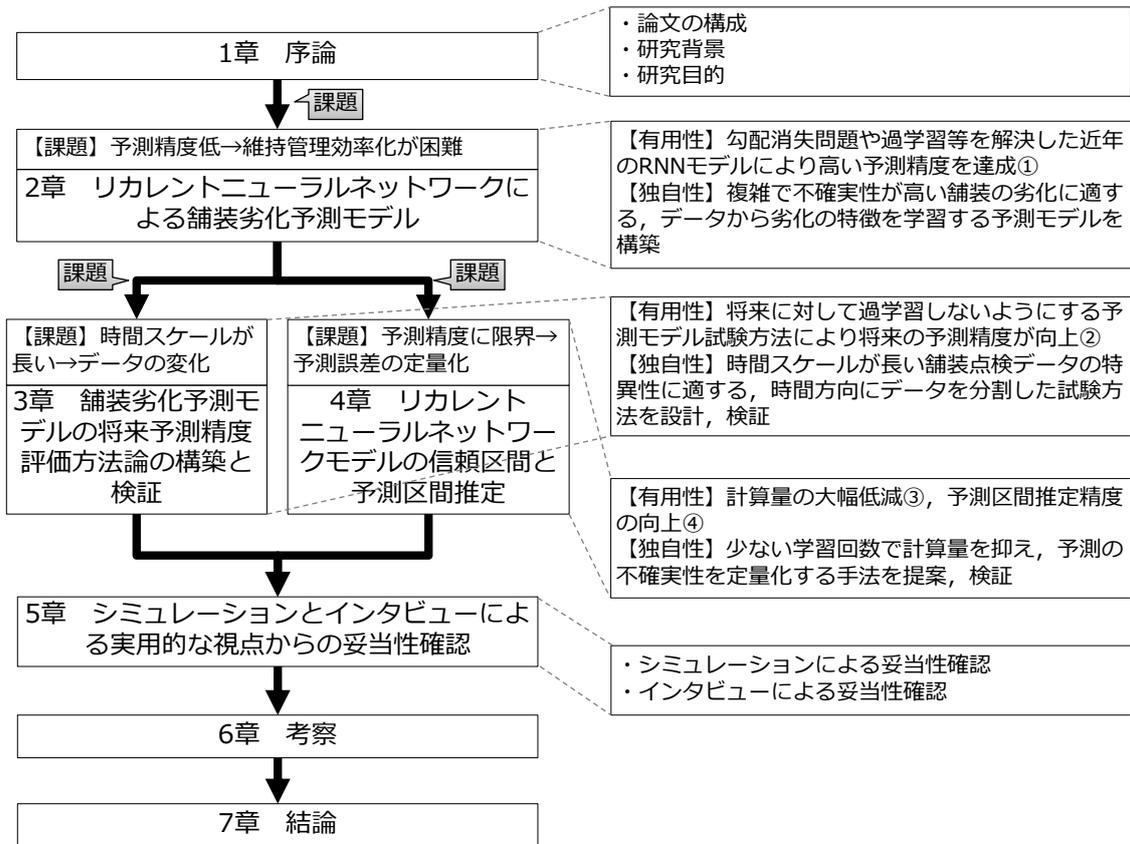 1章　序論
・論文の構成
・研究背景
・研究目的
課題
【課題】予測精度低→維持管理効率化が困難
2章　リカレントニューラルネットワークに
よる舗装劣化予測モデル
【有用性】勾配消失問題や過学習等を解決した近年
のRNNモデルにより高い予測精度を達成①
【独自性】複雑で不確実性が高い舗装の劣化に適す
る，データから劣化の特徴を学習する予測モデルを
構築
課題
課題
【課題】時間スケールが
長い→データの変化
3章　舗装劣化予測モ
デルの将来予測精度
評価方法論の構築と
検証
【課題】予測精度に限界→
予測誤差の定量化
4章　リカレント
ニューラルネットワー
クモデルの信頼区間と
予測区間推定
【有用性】将来に対して過学習しないようにする予
測モデル試験方法により将来の予測精度が向上②
【独自性】時間スケールが長い舗装点検データの特
異性に適する，時間方向にデータを分割した試験方
法を設計，検証
【有用性】計算量の大幅低減③，予測区間推定精度
の向上④
【独自性】少ない学習回数で計算量を抑え，予測の
不確実性を定量化する手法を提案，検証
5章　シミュレーションとインタビューによ
る実用的な視点からの妥当性確認
・シミュレーションによる妥当性確認
・インタビューによる妥当性確認
6章　考察
7章　結論